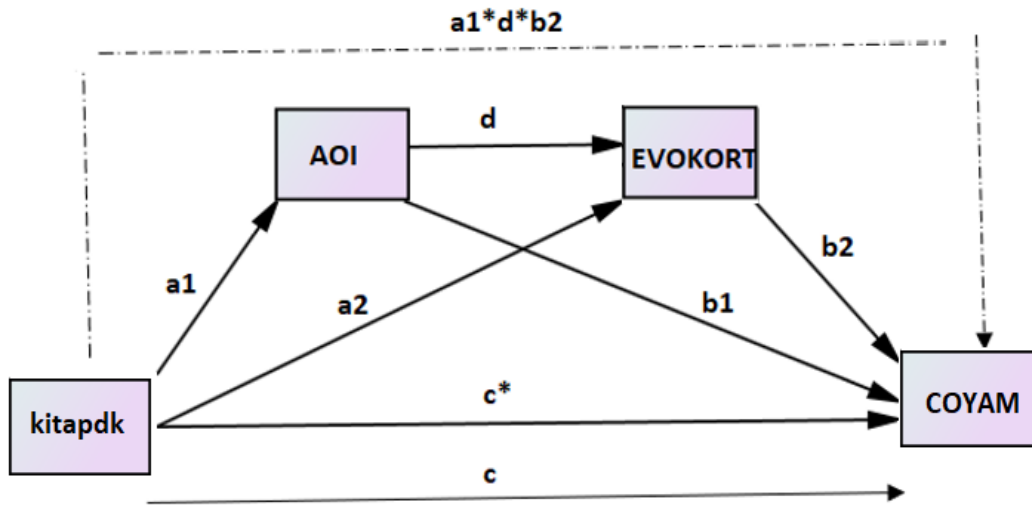 a1*d*b2
d
AOI
EVOKORT
a1
a2
b1
b2
c*
kitapdk
COYAM
c